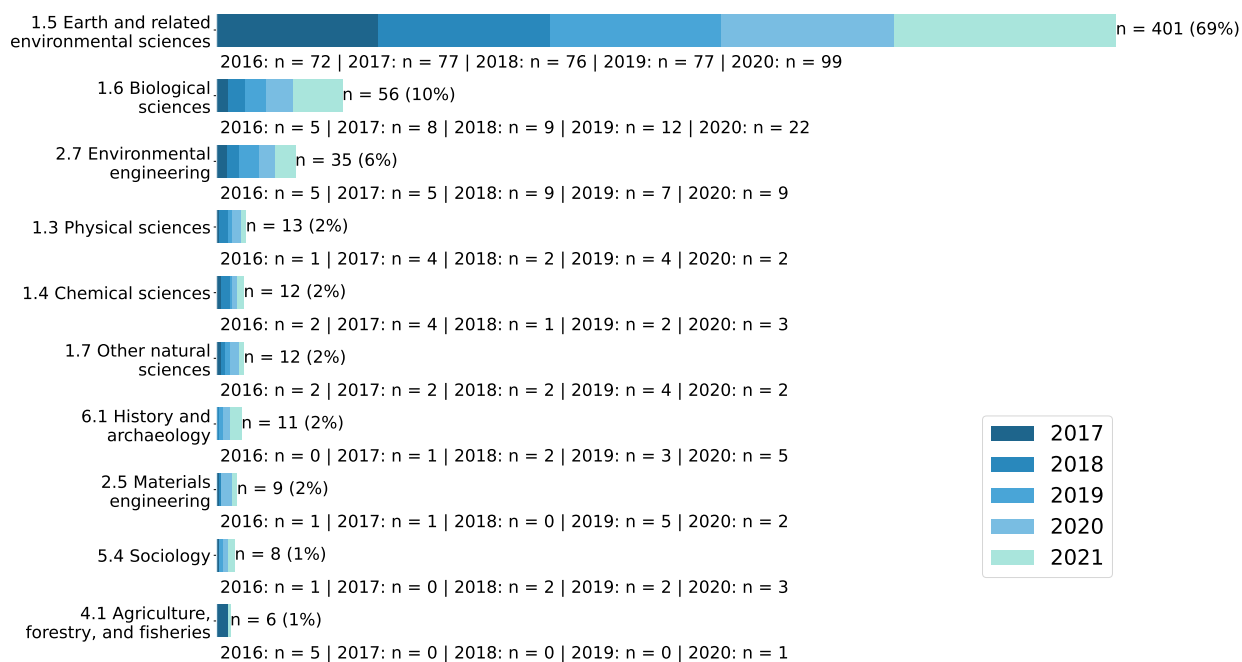 1.5 Earth and related
environmental sciences
n = 401 (69%)
2016: n = 72 | 2017: n = 77 | 2018: n = 76 | 2019: n = 77 | 2020: n = 99
1.6 Biological
sciences
n = 56 (10%)
2016: n = 5 | 2017: n = 8 | 2018: n = 9 | 2019: n = 12 | 2020: n = 22
2.7 Environmental
engineering
n = 35 (6%)
2016: n = 5 | 2017: n = 5 | 2018: n = 9 | 2019: n = 7 | 2020: n = 9
1.3 Physical sciences
n = 13 (2%)
2016: n = 1 | 2017: n = 4 | 2018: n = 2 | 2019: n = 4 | 2020: n = 2
1.4 Chemical sciences
n = 12 (2%)
2016: n = 2 | 2017: n = 4 | 2018: n = 1 | 2019: n = 2 | 2020: n = 3
1.7 Other natural
sciences
n = 12 (2%)
2016: n = 2 | 2017: n = 2 | 2018: n = 2 | 2019: n = 4 | 2020: n = 2
6.1 History and
archaeology
n = 11 (2%)
2016: n = 0 | 2017: n = 1 | 2018: n = 2 | 2019: n = 3 | 2020: n = 5
2.5 Materials
engineering
n = 9 (2%)
2016: n = 1 | 2017: n = 1 | 2018: n = 0 | 2019: n = 5 | 2020: n = 2
5.4 Sociology
n = 8 (1%)
2016: n = 1 | 2017: n = 0 | 2018: n = 2 | 2019: n = 2 | 2020: n = 3
4.1 Agriculture,
forestry, and fisheries
n = 6 (1%)
2016: n = 5 | 2017: n = 0 | 2018: n = 0 | 2019: n = 0 | 2020: n = 1
2017
2018
2019
2020
2021